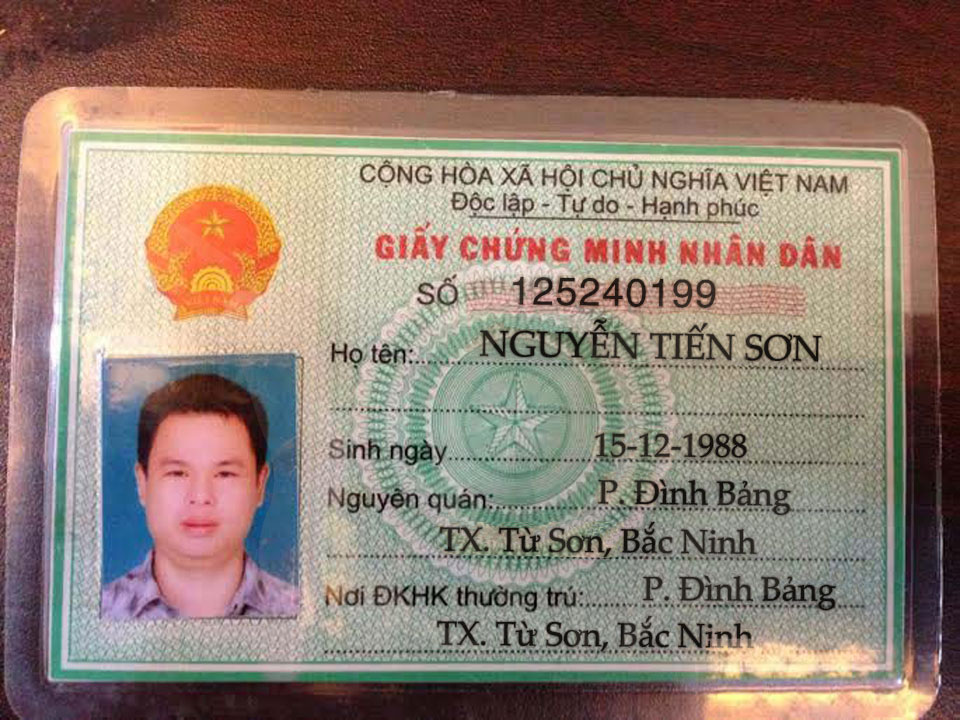 CỘNG HÒA XÃ HỘI CHỦ NGHĨA VIỆT NAM
Độc lập - Tự do - Hạnh phúc
GIẤY CHỨNG MINH NHÂN DÂN
SỐ 125240199
Họ tên: NGUYỄN TIẾN SƠN
Sinh ngày 15-12-1988
Nguyên quán: P. Đình Bảng
TX. Từ Sơn, Bắc Ninh
Nơi ĐKHK thường trú: P. Đình Bảng
TX. Từ Sơn, Bắc Ninh